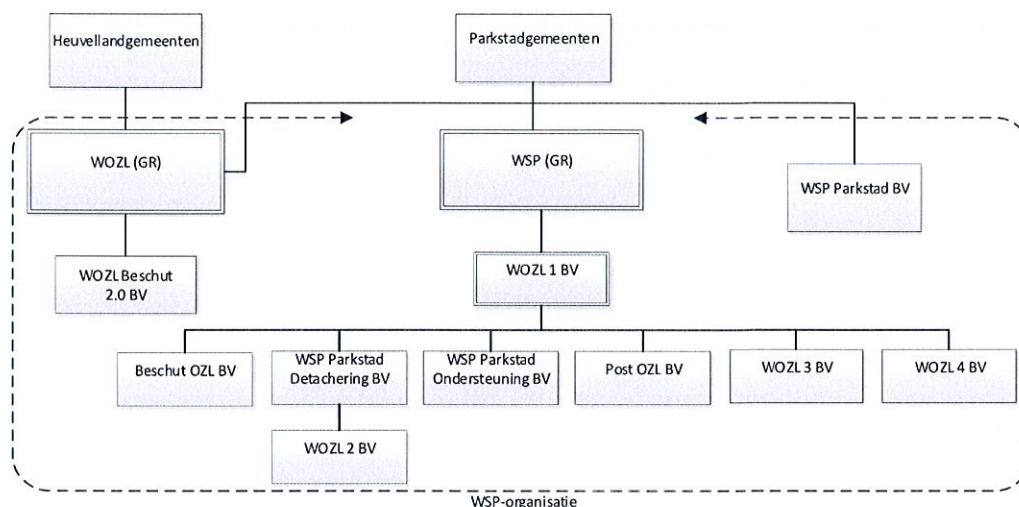 Heuvellandgemeenten
Parkstadgemeenten
WOZL (GR)
WSP (GR)
WSP Parkstad BV
WOZL Beschut
2.0 BV
WOZL 1 BV
Beschut OZL BV
WSP Parkstad
Detachering BV
WSP Parkstad
Ondersteuning BV
Post OZL BV
WOZL 3 BV
WOZL 4 BV
WOZL 2 BV
WSP-organisatie